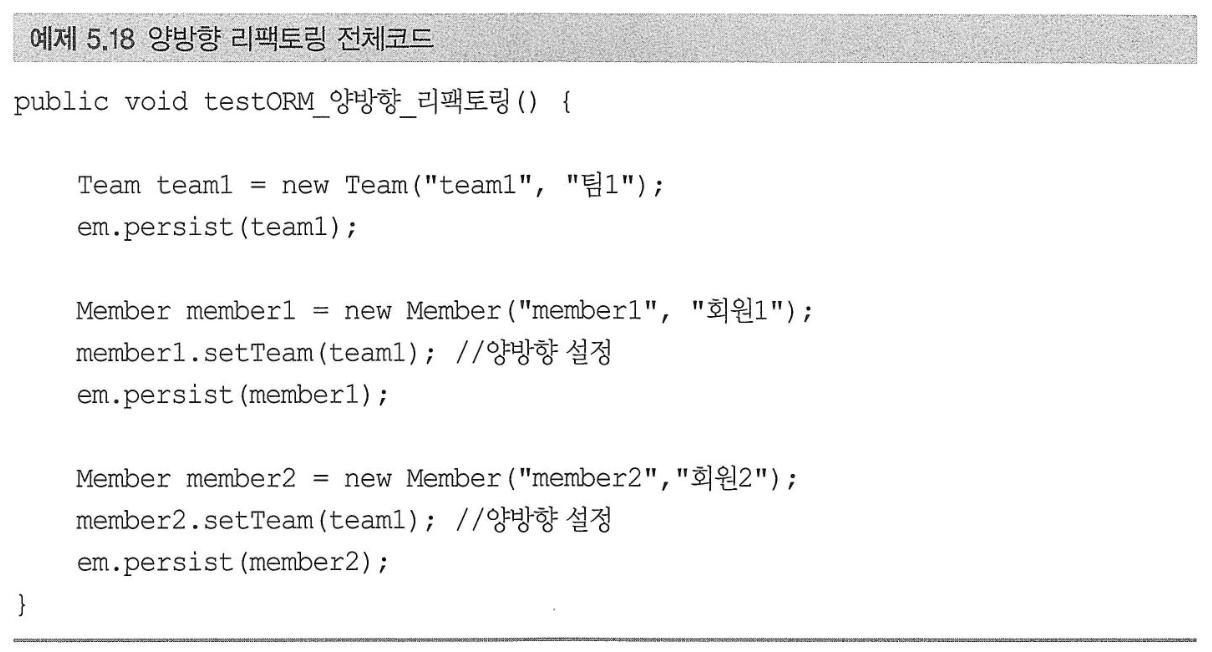 예제 5.18 양방향 리팩토링 전체코드
public void testORM_양방향_리팩토링() {
Team team1 = new Team("team1", "팀1");
em.persist(team1);
Member member1 = new Member("member1", "회원1");
member1.setTeam(team1); //양방향 설정
em.persist(member1);
Member member2 = new Member("member2","회원2");
member2.setTeam(team1); //양방향 설정
em.persist(member2);
}